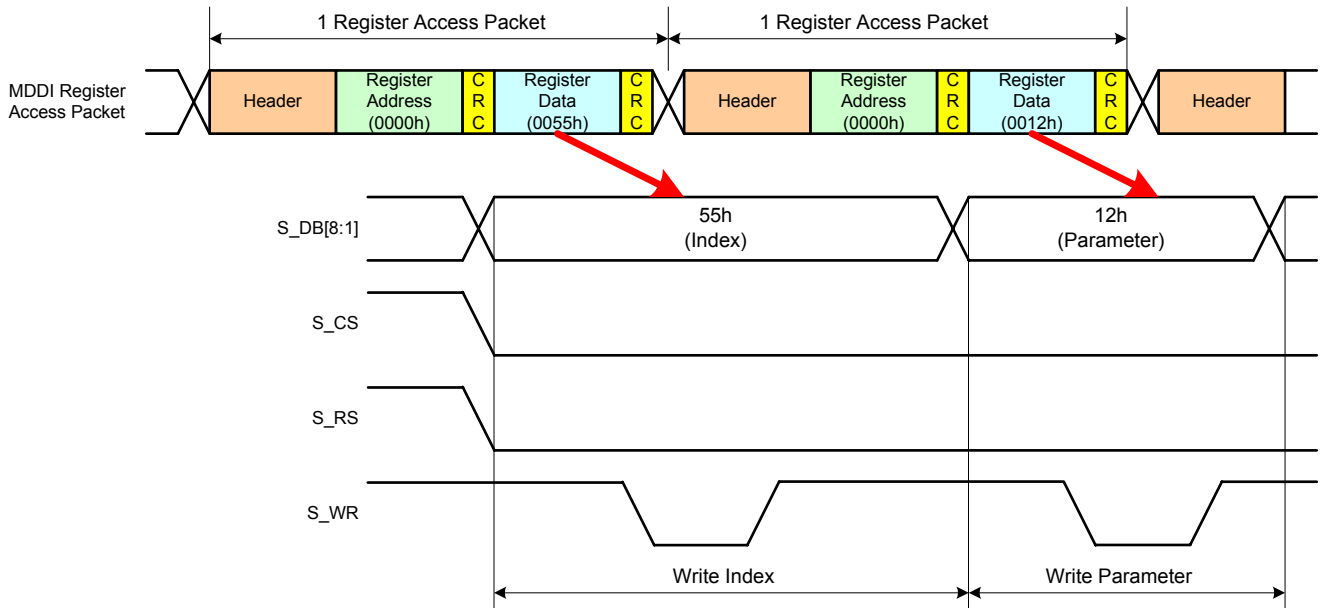 1 Register Access Packet
1 Register Access Packet
MDDI Register
Access Packet
Header
Register
Address
(0000h)
C
R
C
Register
Data
(0055h)
C
R
C
Header
Register
Address
(0000h)
C
R
C
Register
Data
(0012h)
C
R
C
Header
S_DB[8:1]
55h
(Index)
12h
(Parameter)
S_CS
S_RS
S_WR
Write Index
Write Parameter